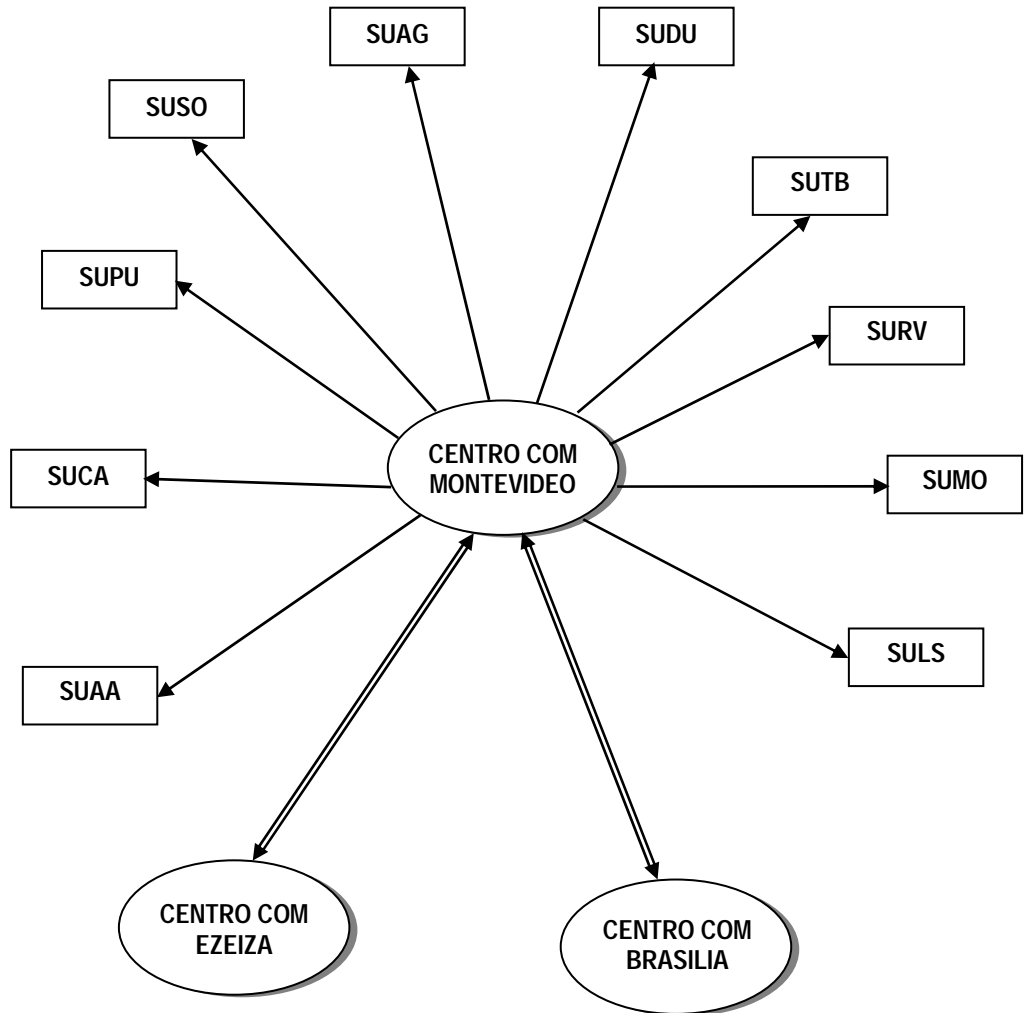 SUAG
SUDU
SUSO
SUTB
SUPU
SURV
CENTRO COM
MONTEVIDEO
SUCA
SUMO
SULS
SUAA
CENTRO COM
EZEIZA
CENTRO COM
BRASILIA